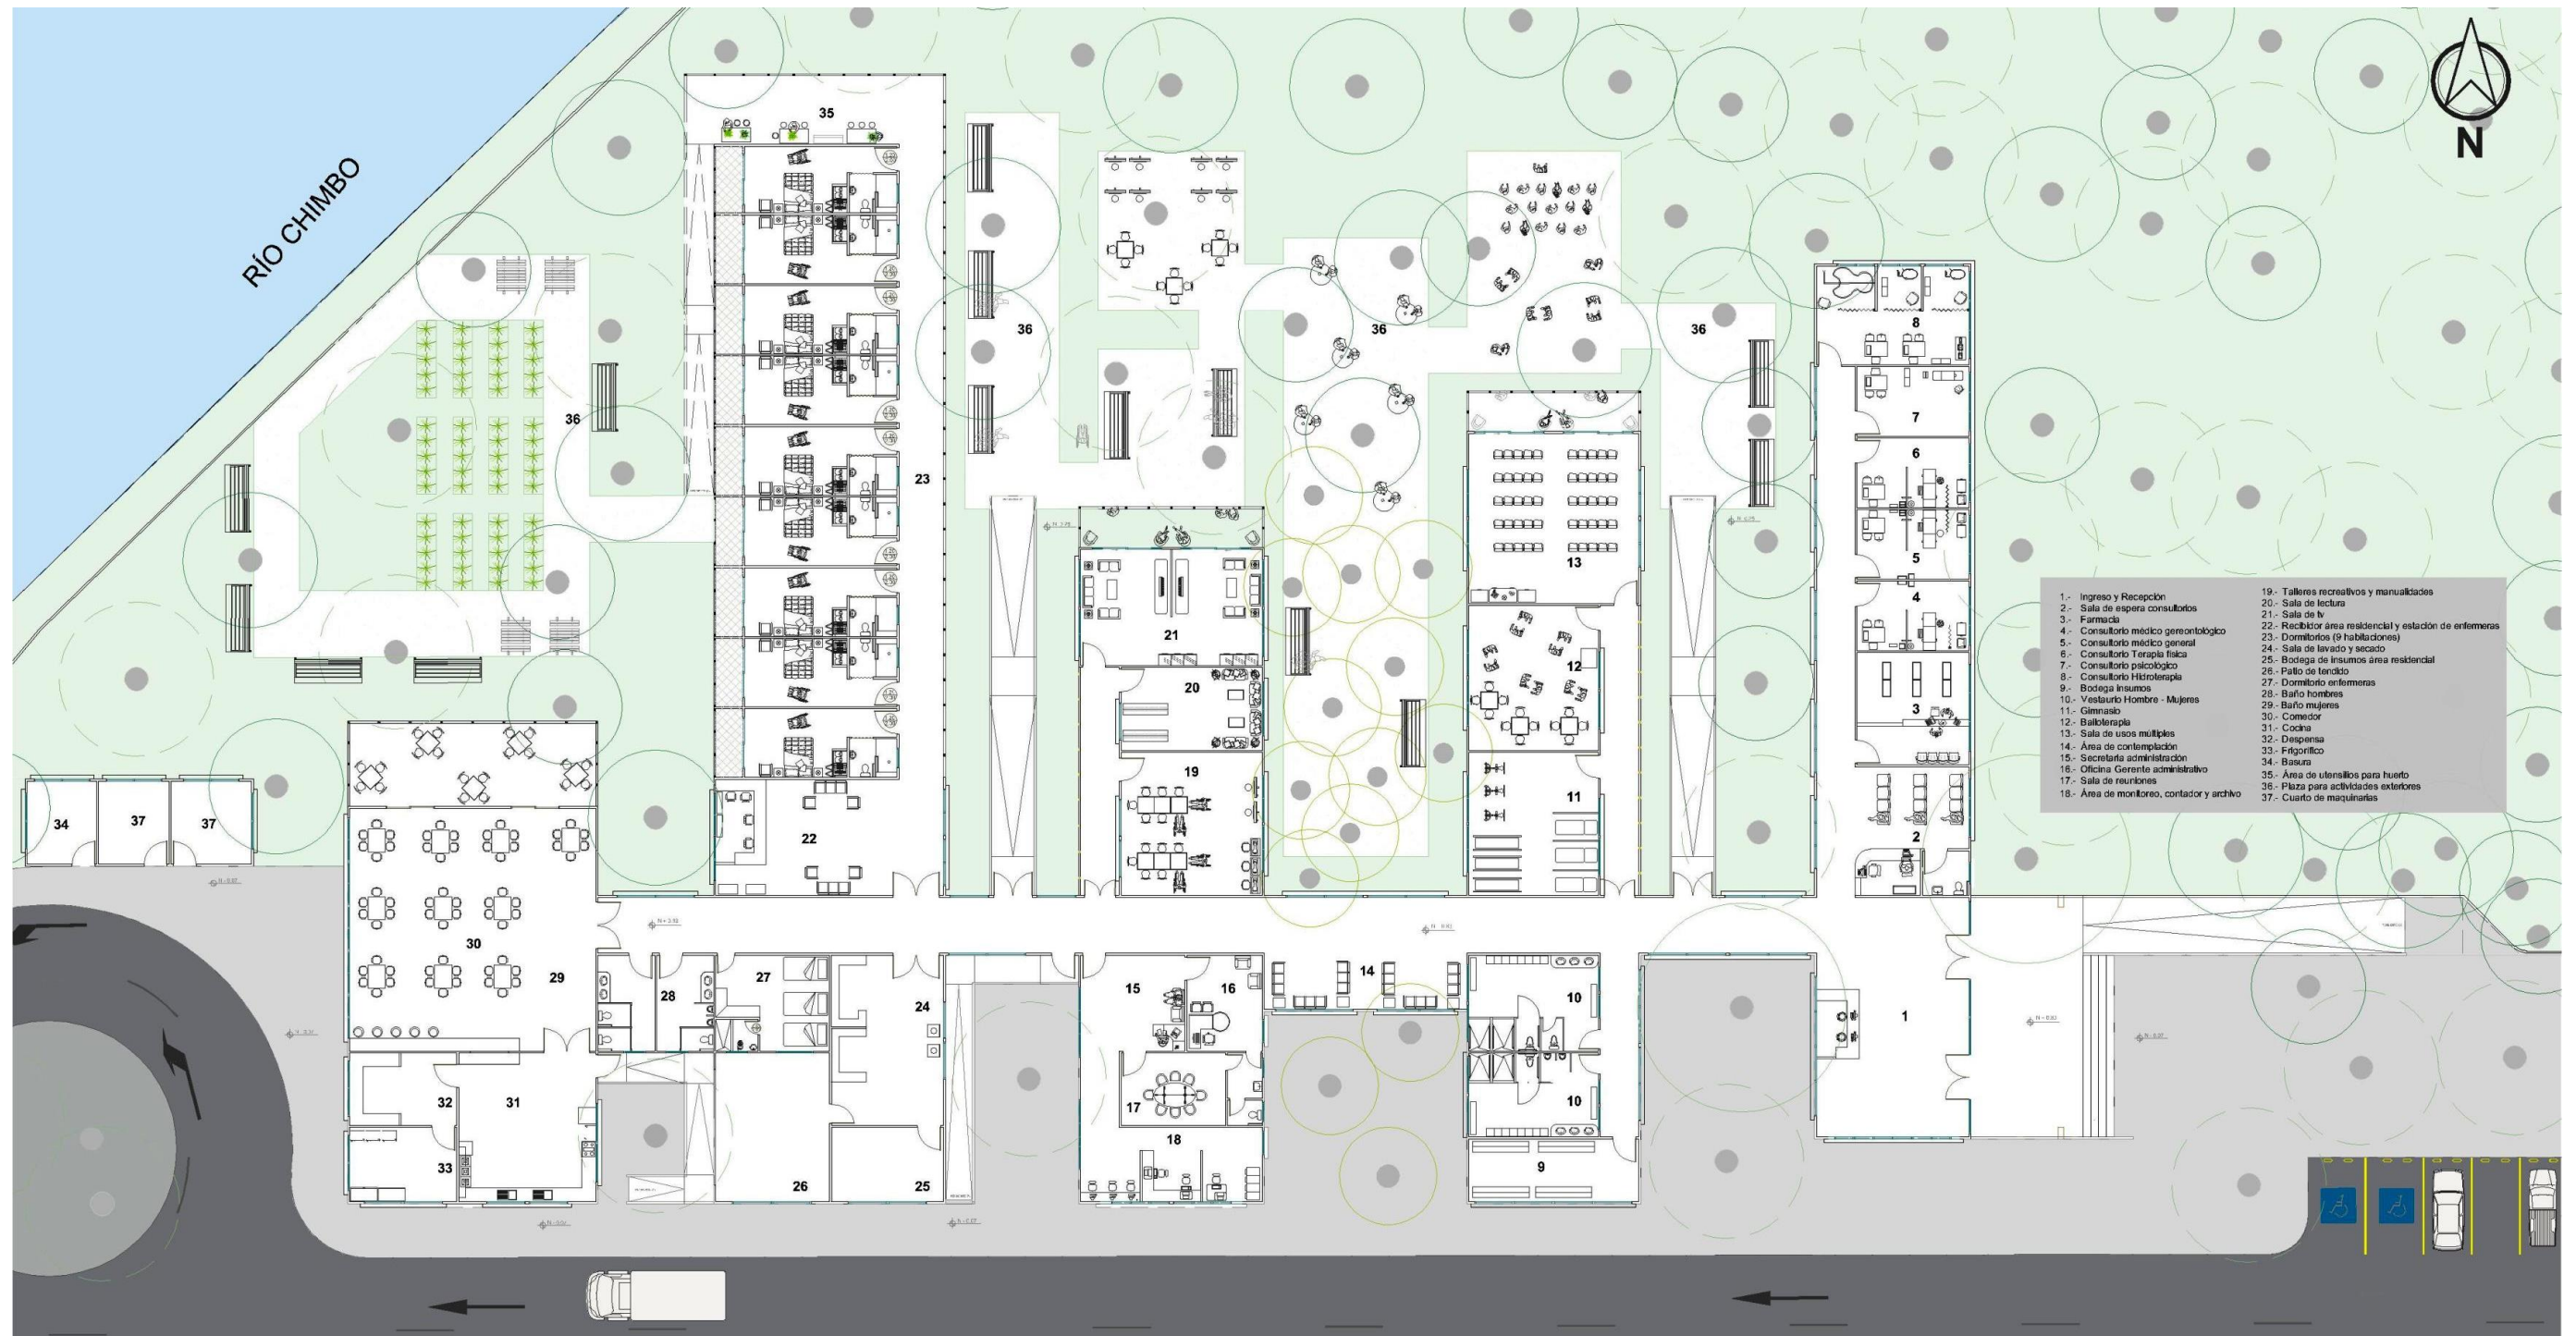 RÍO CHIMBO
N
35
36
36
36
36
23
8
7
6
5
4
3
2
13
12
11
21
20
19
22
34
37
37
30
29
28
27
24
15
16
14
10
10
1
32
31
33
26
25
17
18
9
1.- Ingreso y Recepción
2.- Sala de espera consultorios
3.- Farmacia
4.- Consultorio médico gereontológico
5.- Consultorio médico general
6.- Consultorio Terapia física
7.- Consultorio psicológico
8.- Consultorio Hidroterapia
9.- Bodega insumos
10.- Vestaurio Hombre - Mujeres
11.- Gimnasio
12.- Bailoterapia
13.- Sala de usos múltiples
14.- Área de contemplación
15.- Secretaria administración
16.- Oficina Gerente administrativo
17.- Sala de reuniones
18.- Área de monitoreo, contador y archivo
19.- Talleres recreativos y manualidades
20.- Sala de lectura
21.- Sala de tv
22.- Recibidor área residencial y estación de enfermeras
23.- Dormitorios (9 habitaciones)
24.- Sala de lavado y secado
25.- Bodega de insumos área residencial
26.- Patio de tendido
27.- Dormitorio enfermeras
28.- Baño hombres
29.- Baño mujeres
30.- Comedor
31.- Cocina
32.- Despensa
33.- Frigorífico
34.- Basura
35.- Área de utensilios para huerto
36.- Plaza para actividades exteriores
37.- Cuarto de maquinarias